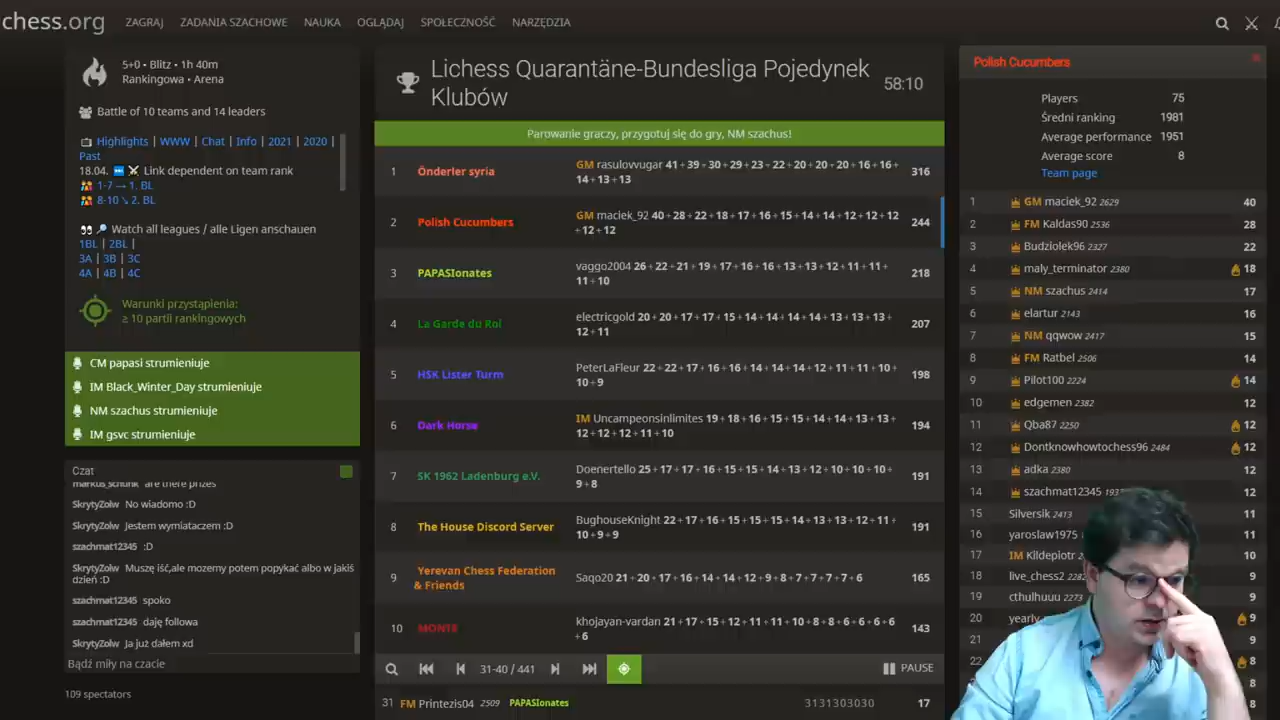 chess.org
ZAGRAJ ZADANIA SZACHOWE NAUKA OGLĄDAJ SPOŁECZNOŚĆ NARZĘDZIA
5+0 • Blitz • 1h 40m
Rankingowa • Arena
Battle of 10 teams and 14 leaders
Highlights | WWW | Chat | Info | 2021 | 2020 |
Past
18.04. Link dependent on team rank
1-7 → 1. BL
8-10 ↘ 2. BL
Watch all leagues / alle Ligen anschauen
1BL | 2BL |
3A | 3B | 3C
4A | 4B | 4C
Warunki przystąpienia:
≥ 10 partii rankingowych
CM papasi strumieniuje
IM Black_Winter_Day strumieniuje
NM szachus strumieniuje
IM gsvc strumieniuje
Czat
markus_schunk are there prizes
SkrytyZolw No wiadomo :D
SkrytyZolw Jestem wymiataczem :D
szachmat12345 :D
SkrytyZolw Muszę iść,ale mozemy potem popykać albo w jakiś
dzień :D
szachmat12345 spoko
szachmat12345 daję followa
SkrytyZolw Ja już dałem xd
Bądź miły na czacie
109 spectators
Lichess Quarantäne-Bundesliga Pojedynek
Klubów
58:10
Parowanie graczy, przygotuj się do gry, NM szachus!
1 Önderler syria GM rasulovvugar 41 + 39 + 30 + 29 + 23 + 22 + 20 + 20 + 20 + 16 + 16 +
14 + 13 + 13 316
2 Polish Cucumbers GM maciek_92 40 + 28 + 22 + 18 + 17 + 16 + 15 + 14 + 14 + 12 + 12 + 12
+ 12 + 12 244
3 PAPASIonates vaggo2004 26 + 22 + 21 + 19 + 17 + 16 + 16 + 13 + 13 + 12 + 11 + 11 +
11 + 10 218
4 La Garde du Roi electricgold 20 + 20 + 17 + 17 + 15 + 14 + 14 + 14 + 14 + 13 + 13 + 13 +
12 + 11 207
5 HSK Lister Turm PeterLaFleur 22 + 22 + 17 + 16 + 16 + 14 + 14 + 14 + 12 + 11 + 11 + 10 +
10 + 9 198
6 Dark Horse IM Uncampeonsinlimites 19 + 18 + 16 + 15 + 15 + 14 + 14 + 13 + 13 +
12 + 12 + 12 + 11 + 10 194
7 SK 1962 Ladenburg e.V. Doenertello 25 + 17 + 17 + 16 + 15 + 15 + 14 + 13 + 12 + 10 + 10 + 10 +
9 + 8 191
8 The House Discord Server BughouseKnight 22 + 17 + 16 + 15 + 15 + 15 + 14 + 13 + 13 + 12 + 11 +
10 + 9 + 9 191
9 Yerevan Chess Federation
& Friends Saqo20 21 + 20 + 17 + 16 + 14 + 14 + 12 + 9 + 8 + 7 + 7 + 7 + 7 + 6 165
10 MONTE khojayan-vardan 21 + 17 + 15 + 12 + 11 + 11 + 10 + 8 + 8 + 6 + 6 + 6 + 6
+ 6 143
31-40 / 441 PAUSE
31 FM Printezis04 2509 PAPASIonates 3131303030 17
Polish Cucumbers
Players 75
Średni ranking 1981
Average performance 1951
Average score 8
Team page
1 GM maciek_92 2629 40
2 FM Kaldas90 2536 28
3 Budziolek96 2327 22
4 maly_terminator 2380 18
5 NM szachus 2414 17
6 elartur 2143 16
7 NM qqwow 2417 15
8 FM Ratbel 2506 14
9 Pilot100 2224 14
10 edgemen 2382 12
11 Qba87 2250 12
12 Dontknowhowtochess96 2484 12
13 adka 2380 12
14 szachmat12345 12
15 Silversik 2413 11
16 yaroslaw1975 11
17 IM Kildepiotr 10
18 live_chess2 9
19 cthulhuuu 2273 9
20 9
21 9
22 8
8
8